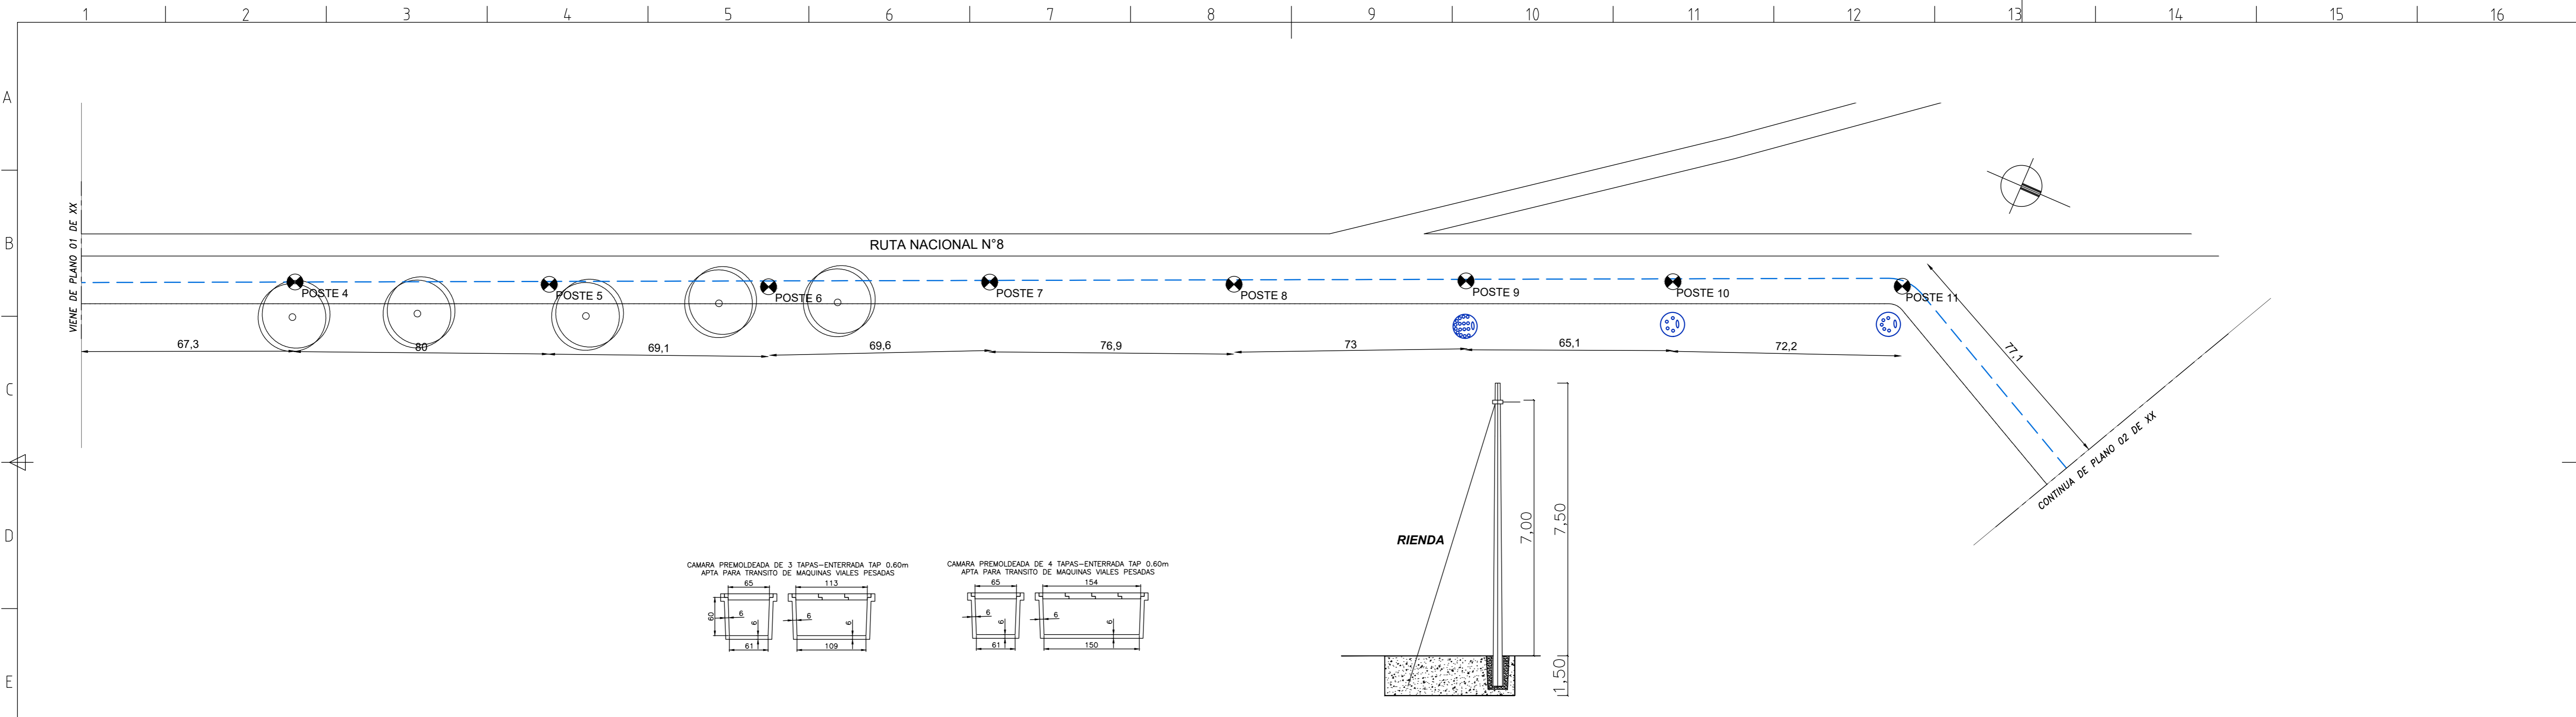 1 2 3 4 5 6 7 8 9 10 11 12 13 14 15 16
A
B
C
D
E
VIENE DE PLANO 01 DE XX
RUTA NACIONAL N°8
POSTE 4
POSTE 5
POSTE 6
POSTE 7
POSTE 8
POSTE 9
POSTE 10
POSTE 11
67,3
80
69,1
69,6
76,9
73
65,1
72,2
77,1
CONTINUA DE PLANO 02 DE XX
CAMARA PREMOLDEADA DE 3 TAPAS-ENTERRADA TAP 0.60m
APTA PARA TRANSITO DE MAQUINAS VIALES PESADAS
65
113
60
6
6
6
6
61
109
CAMARA PREMOLDEADA DE 4 TAPAS-ENTERRADA TAP 0.60m
APTA PARA TRANSITO DE MAQUINAS VIALES PESADAS
65
154
6
6
6
6
61
150
RIENDA
7,00
7,50
1,50